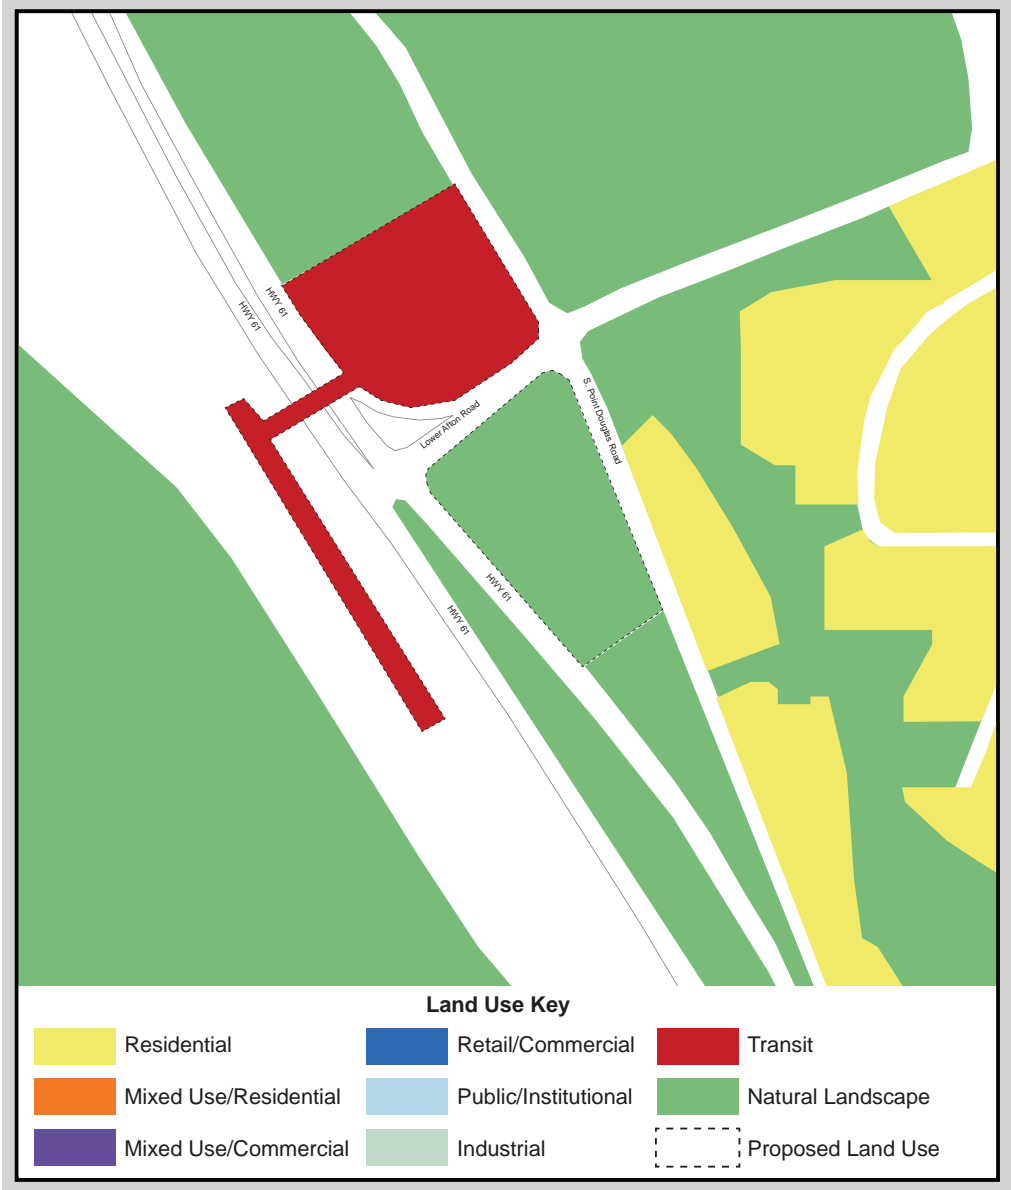 HWY 61
HWY 61
Lower Afton Road
S. Point Douglas Road
HWY 61
HWY 61
Land Use Key
Residential
Retail/Commercial
Transit
Mixed Use/Residential
Public/Institutional
Natural Landscape
Mixed Use/Commercial
Industrial
Proposed Land Use